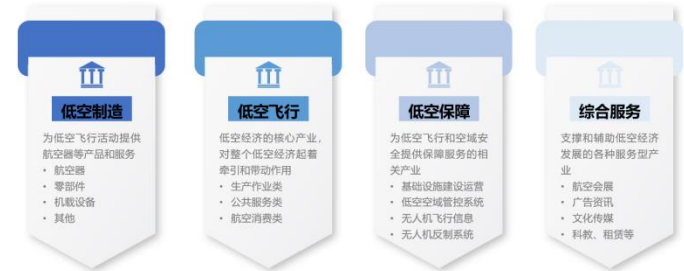 低空制造
为低空飞行活动提供
航空器等产品和服务
• 航空器
• 零部件
• 机载设备
• 其他
低空飞行
低空经济的核心产业，
对整个低空经济起着
牵引和带动作用
• 生产作业类
• 公共服务类
• 航空消费类
低空保障
为低空飞行和空域安
全提供保障服务的相
关产业
• 基础设施建设运营
• 低空空域管控系统
• 无人机飞行信息
• 无人机反制系统
综合服务
支撑和辅助低空经济
发展的各种服务型产
业
• 航空会展
• 广告资讯
• 文化传媒
• 科教、租赁等